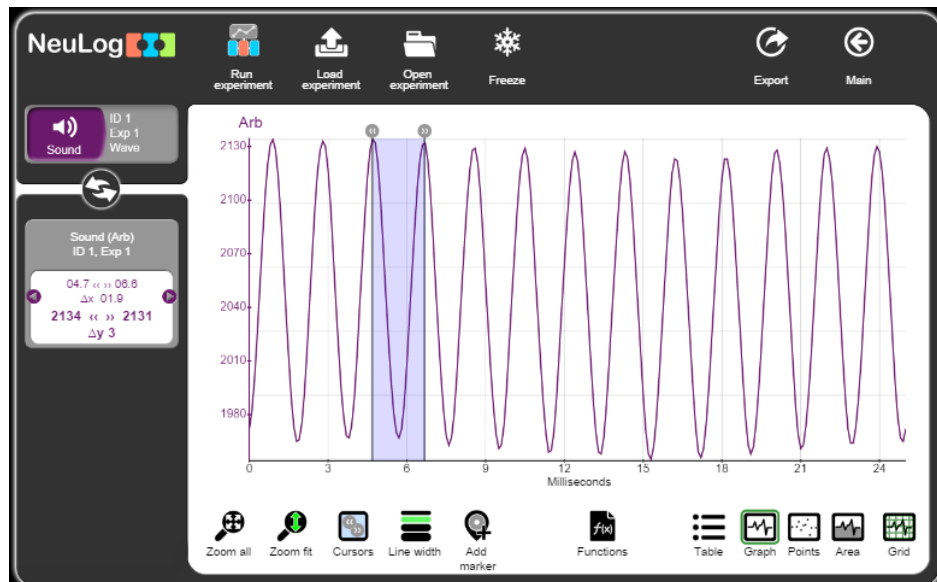 NeuLog
Run
experiment
Load
experiment
Open
experiment
Freeze
Export
Main
Sound
ID 1
Exp 1
Wave
Sound (Arb)
ID 1, Exp 1
04.7 ‹‹ ›› 06.6
Δx 01.9
2134 ‹‹ ›› 2131
Δy 3
Arb
‹‹ ››
2130
2100
2070
2040
2010
1980
0 3 6 9 12 15 18 21 24
Milliseconds
Zoom all
Zoom fit
‹‹ ››
Cursors
Line width
Add
marker
f(x)
Functions
Table
Graph
Points
Area
Grid